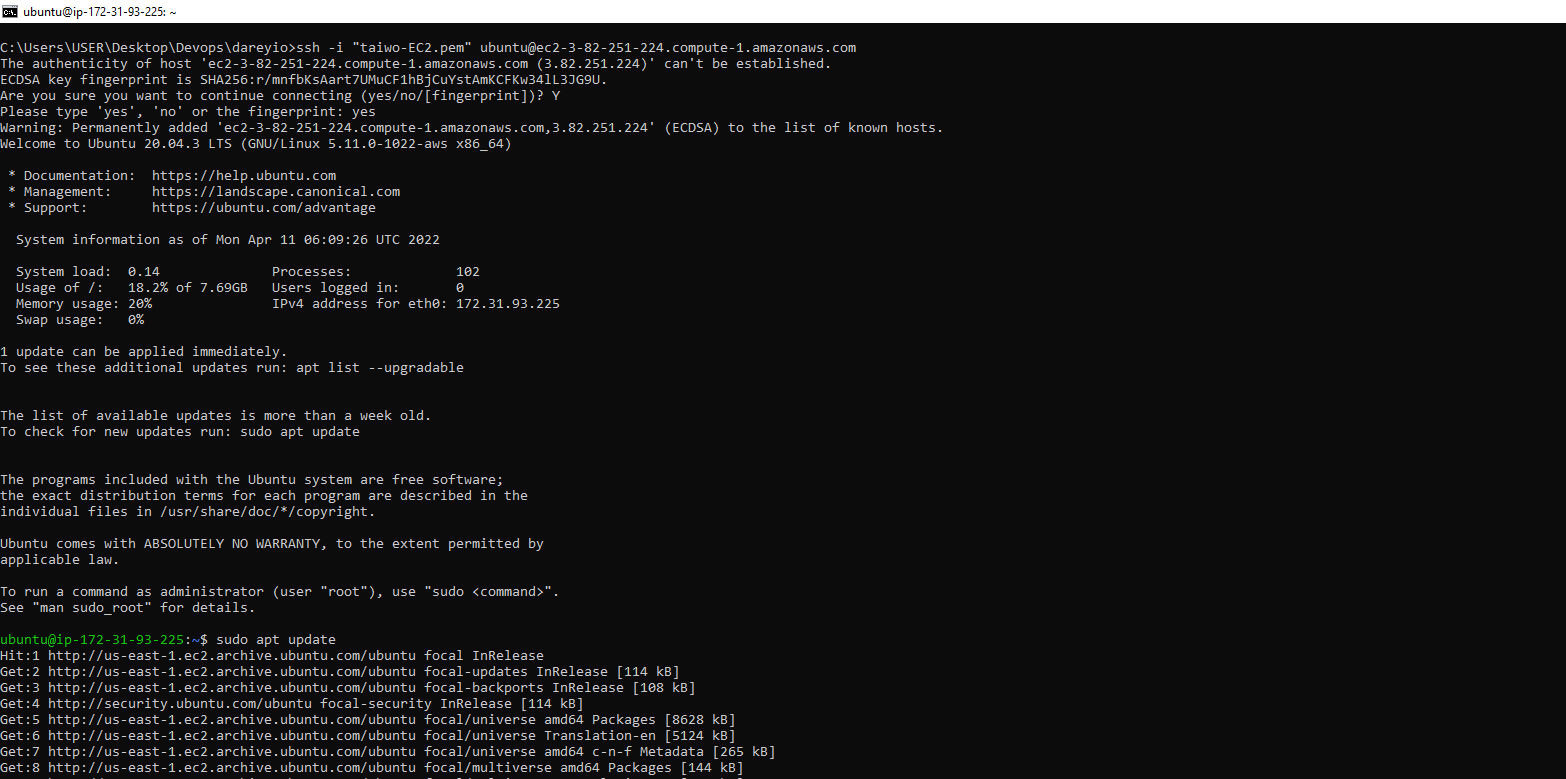 ubuntu@ip-172-31-93-225: ~
C:\Users\USER\Desktop\Devops\dareyio>ssh -i "taiwo-EC2.pem" ubuntu@ec2-3-82-251-224.compute-1.amazonaws.com
The authenticity of host 'ec2-3-82-251-224.compute-1.amazonaws.com (3.82.251.224)' can't be established.
ECDSA key fingerprint is SHA256:r/mnfbKsAart7UMuCF1hBjCuYstAmKCFKw34lL3JG9U.
Are you sure you want to continue connecting (yes/no/[fingerprint])? Y
Please type 'yes', 'no' or the fingerprint: yes
Warning: Permanently added 'ec2-3-82-251-224.compute-1.amazonaws.com,3.82.251.224' (ECDSA) to the list of known hosts.
Welcome to Ubuntu 20.04.3 LTS (GNU/Linux 5.11.0-1022-aws x86_64)
* Documentation:  https://help.ubuntu.com
* Management:     https://landscape.canonical.com
* Support:        https://ubuntu.com/advantage
System information as of Mon Apr 11 06:09:26 UTC 2022
System load:  0.14              Processes:             102
Usage of /:   18.2% of 7.69GB   Users logged in:       0
Memory usage: 20%               IPv4 address for eth0: 172.31.93.225
Swap usage:   0%
1 update can be applied immediately.
To see these additional updates run: apt list --upgradable
The list of available updates is more than a week old.
To check for new updates run: sudo apt update
The programs included with the Ubuntu system are free software;
the exact distribution terms for each program are described in the
individual files in /usr/share/doc/*/copyright.
Ubuntu comes with ABSOLUTELY NO WARRANTY, to the extent permitted by
applicable law.
To run a command as administrator (user "root"), use "sudo <command>".
See "man sudo_root" for details.
ubuntu@ip-172-31-93-225:~$ sudo apt update
Hit:1 http://us-east-1.ec2.archive.ubuntu.com/ubuntu focal InRelease
Get:2 http://us-east-1.ec2.archive.ubuntu.com/ubuntu focal-updates InRelease [114 kB]
Get:3 http://us-east-1.ec2.archive.ubuntu.com/ubuntu focal-backports InRelease [108 kB]
Get:4 http://security.ubuntu.com/ubuntu focal-security InRelease [114 kB]
Get:5 http://us-east-1.ec2.archive.ubuntu.com/ubuntu focal/universe amd64 Packages [8628 kB]
Get:6 http://us-east-1.ec2.archive.ubuntu.com/ubuntu focal/universe Translation-en [5124 kB]
Get:7 http://us-east-1.ec2.archive.ubuntu.com/ubuntu focal/universe amd64 c-n-f Metadata [265 kB]
Get:8 http://us-east-1.ec2.archive.ubuntu.com/ubuntu focal/multiverse amd64 Packages [144 kB]